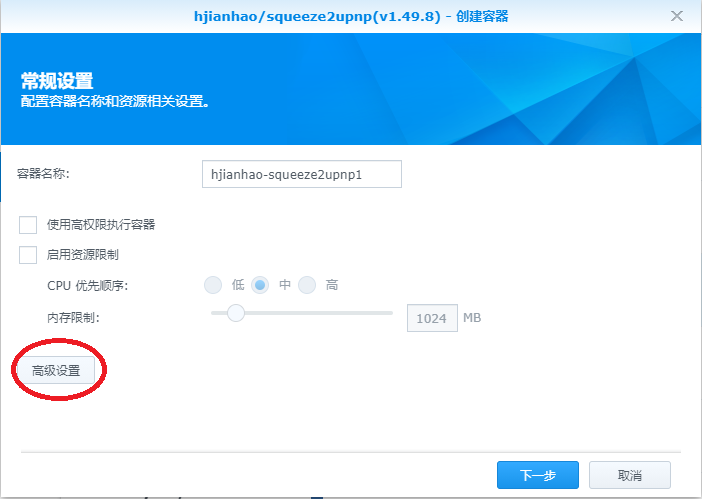 hjianhao/squeeze2upnp(v1.49.8) - 创建容器
常规设置
配置容器名称和资源相关设置。
容器名称:
hjianhao-squeeze2upnp1
使用高权限执行容器
启用资源限制
CPU 优先顺序: 低 中 高
内存限制: 1024 MB
高级设置
下一步 取消